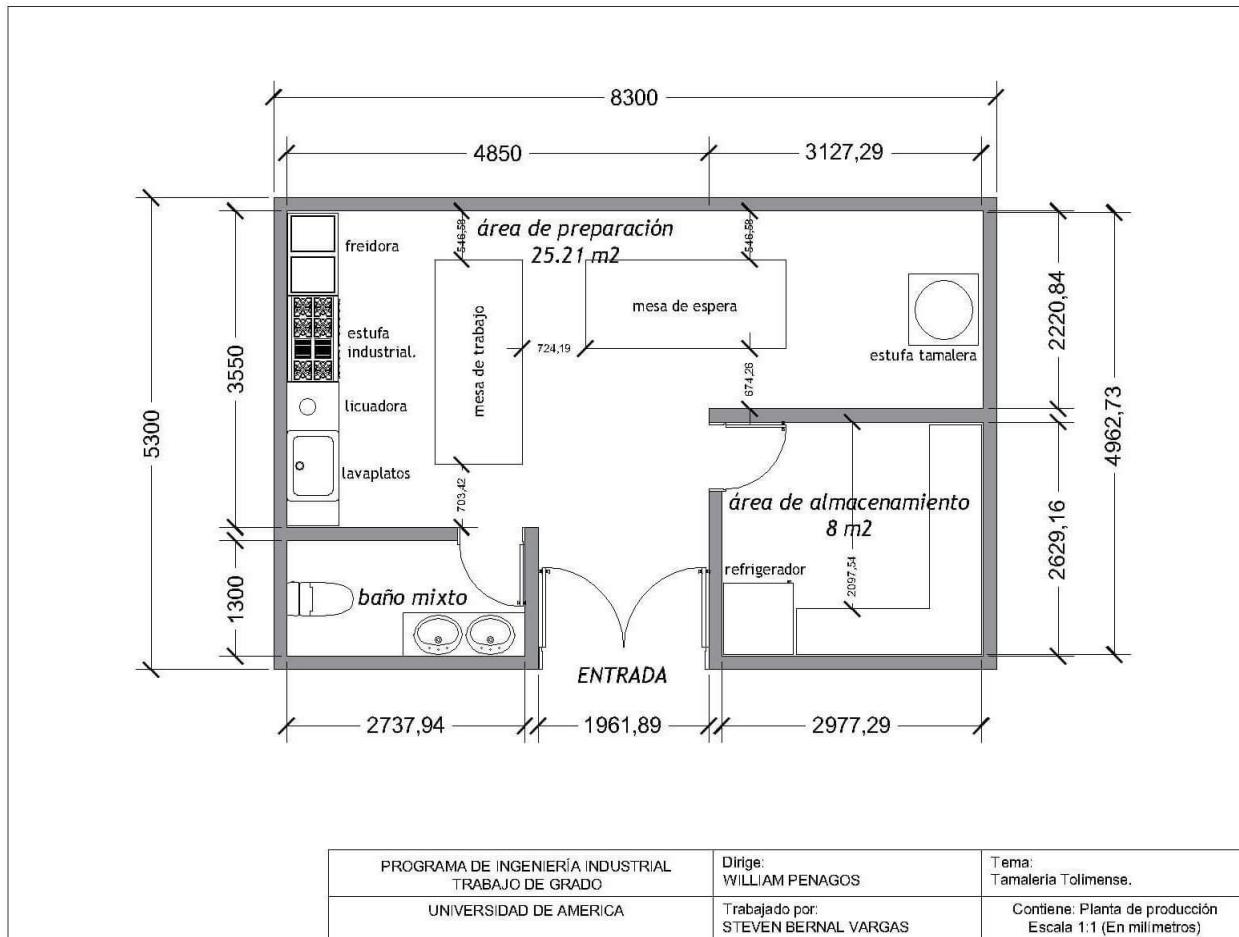 8300
4850
3127,29
5300
3550
1300
546,58
546,58
área de preparación
25.21 m2
freidora
mesa de trabajo
mesa de espera
estufa
industrial.
724,19
674,26
estufa tamalera
licuadora
lavaplatos
703,42
2220,84
4962,73
2629,16
área de almacenamiento
8 m2
2097,54
refrigerador
baño mixto
ENTRADA
2737,94
1961,89
2977,29
PROGRAMA DE INGENIERÍA INDUSTRIAL
TRABAJO DE GRADO
Dirige:
WILLIAM PENAGOS
Tema:
Tamaleria Tolimense.
UNIVERSIDAD DE AMERICA
Trabajado por:
STEVEN BERNAL VARGAS
Contiene: Planta de producción
Escala 1:1 (En milímetros)